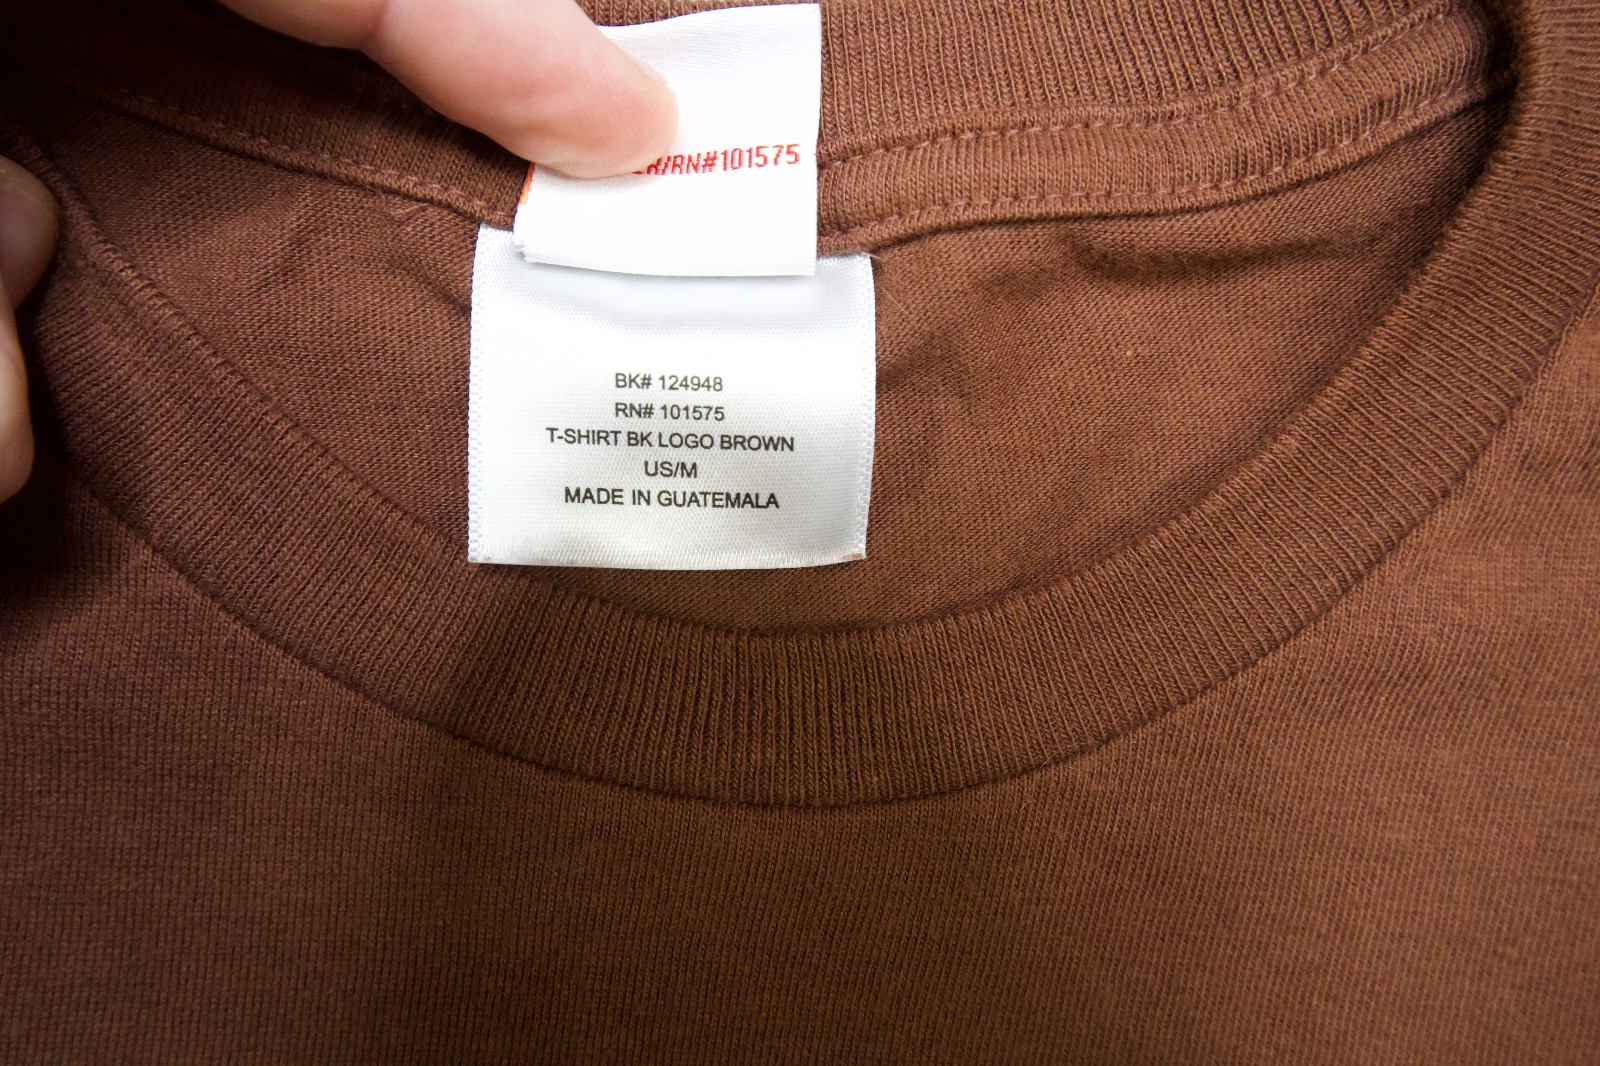 RN#101575
BK# 124948
RN# 101575
T-SHIRT BK LOGO BROWN
US/M
MADE IN GUATEMALA